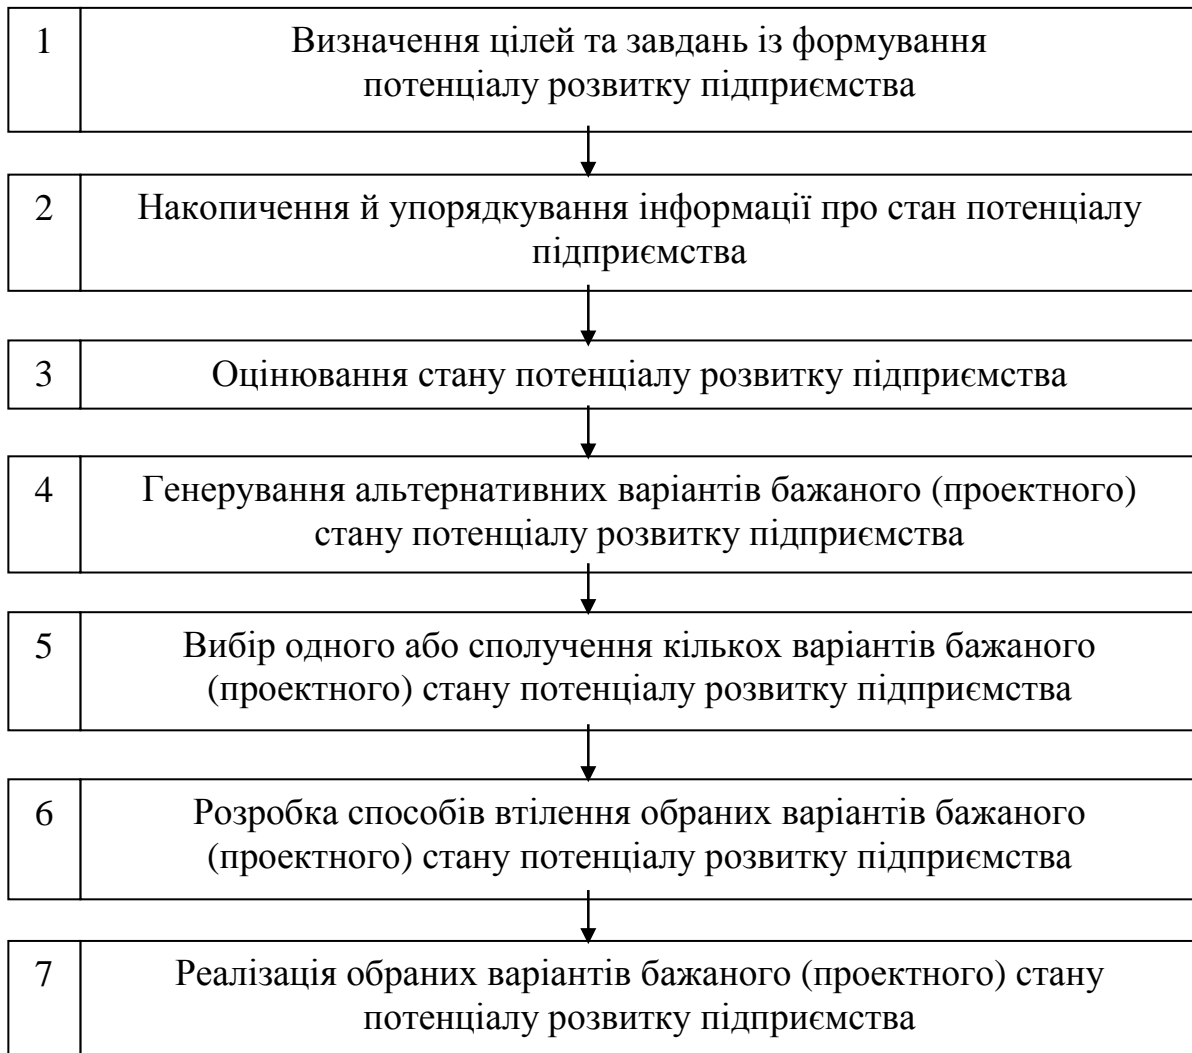 1
Визначення цілей та завдань із формування
потенціалу розвитку підприємства
2
Накопичення й упорядкування інформації про стан потенціалу
підприємства
3
Оцінювання стану потенціалу розвитку підприємства
4
Генерування альтернативних варіантів бажаного (проектного)
стану потенціалу розвитку підприємства
5
Вибір одного або сполучення кількох варіантів бажаного
(проектного) стану потенціалу розвитку підприємства
6
Розробка способів втілення обраних варіантів бажаного
(проектного) стану потенціалу розвитку підприємства
7
Реалізація обраних варіантів бажаного (проектного) стану
потенціалу розвитку підприємства